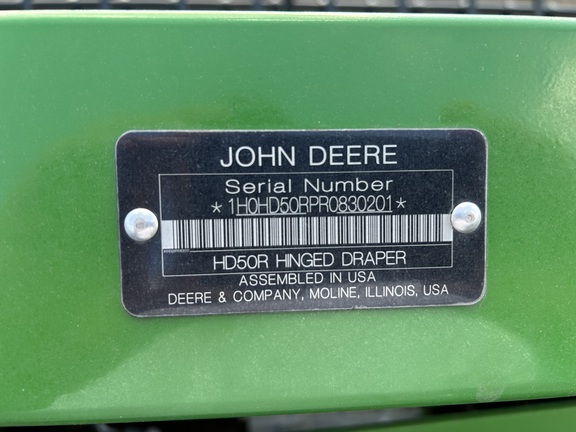 JOHN DEERE
Serial Number
*1H0HD50RPR0830201*
HD50R HINGED DRAPER
ASSEMBLED IN USA
DEERE & COMPANY, MOLINE, ILLINOIS, USA